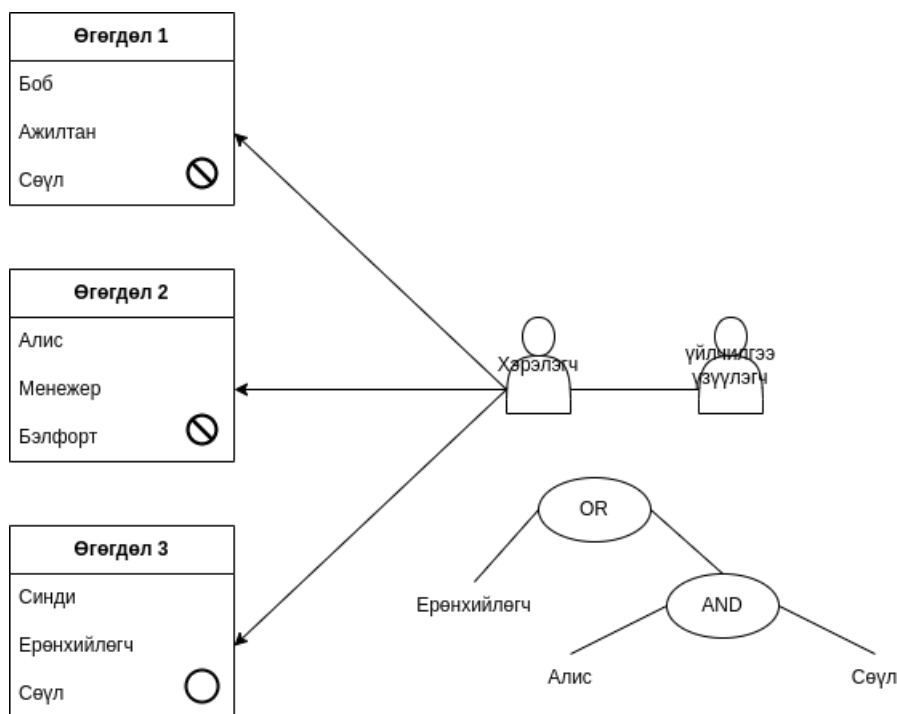 Өгөгдөл 1
Боб
Ажилтан
Сөүл
Өгөгдөл 2
Алис
Менежер
Бэлфорт
Өгөгдөл 3
Синди
Ерөнхийлөгч
Сөүл
Хэрэлэгч
үйлчилгээ
үзүүлэгч
OR
Ерөнхийлөгч
AND
Алис
Сөүл